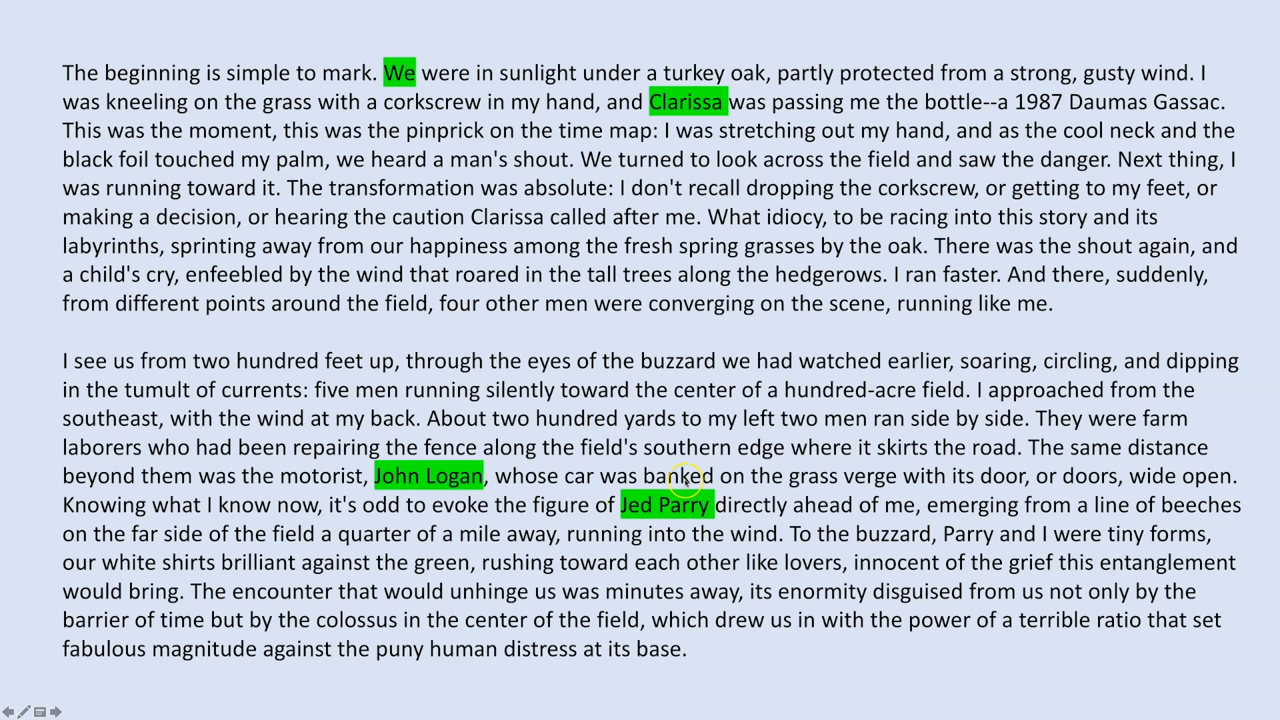 The beginning is simple to mark. We were in sunlight under a turkey oak, partly protected from a strong, gusty wind. I
was kneeling on the grass with a corkscrew in my hand, and Clarissa was passing me the bottle--a 1987 Daumas Gassac.
This was the moment, this was the pinprick on the time map: I was stretching out my hand, and as the cool neck and the
black foil touched my palm, we heard a man's shout. We turned to look across the field and saw the danger. Next thing, I
was running toward it. The transformation was absolute: I don't recall dropping the corkscrew, or getting to my feet, or
making a decision, or hearing the caution Clarissa called after me. What idiocy, to be racing into this story and its
labyrinths, sprinting away from our happiness among the fresh spring grasses by the oak. There was the shout again, and
a child's cry, enfeebled by the wind that roared in the tall trees along the hedgerows. I ran faster. And there, suddenly,
from different points around the field, four other men were converging on the scene, running like me.
I see us from two hundred feet up, through the eyes of the buzzard we had watched earlier, soaring, circling, and dipping
in the tumult of currents: five men running silently toward the center of a hundred-acre field. I approached from the
southeast, with the wind at my back. About two hundred yards to my left two men ran side by side. They were farm
laborers who had been repairing the fence along the field's southern edge where it skirts the road. The same distance
beyond them was the motorist, John Logan, whose car was banked on the grass verge with its door, or doors, wide open.
Knowing what I know now, it's odd to evoke the figure of Jed Parry directly ahead of me, emerging from a line of beeches
on the far side of the field a quarter of a mile away, running into the wind. To the buzzard, Parry and I were tiny forms,
our white shirts brilliant against the green, rushing toward each other like lovers, innocent of the grief this entanglement
would bring. The encounter that would unhinge us was minutes away, its enormity disguised from us not only by the
barrier of time but by the colossus in the center of the field, which drew us in with the power of a terrible ratio that set
fabulous magnitude against the puny human distress at its base.